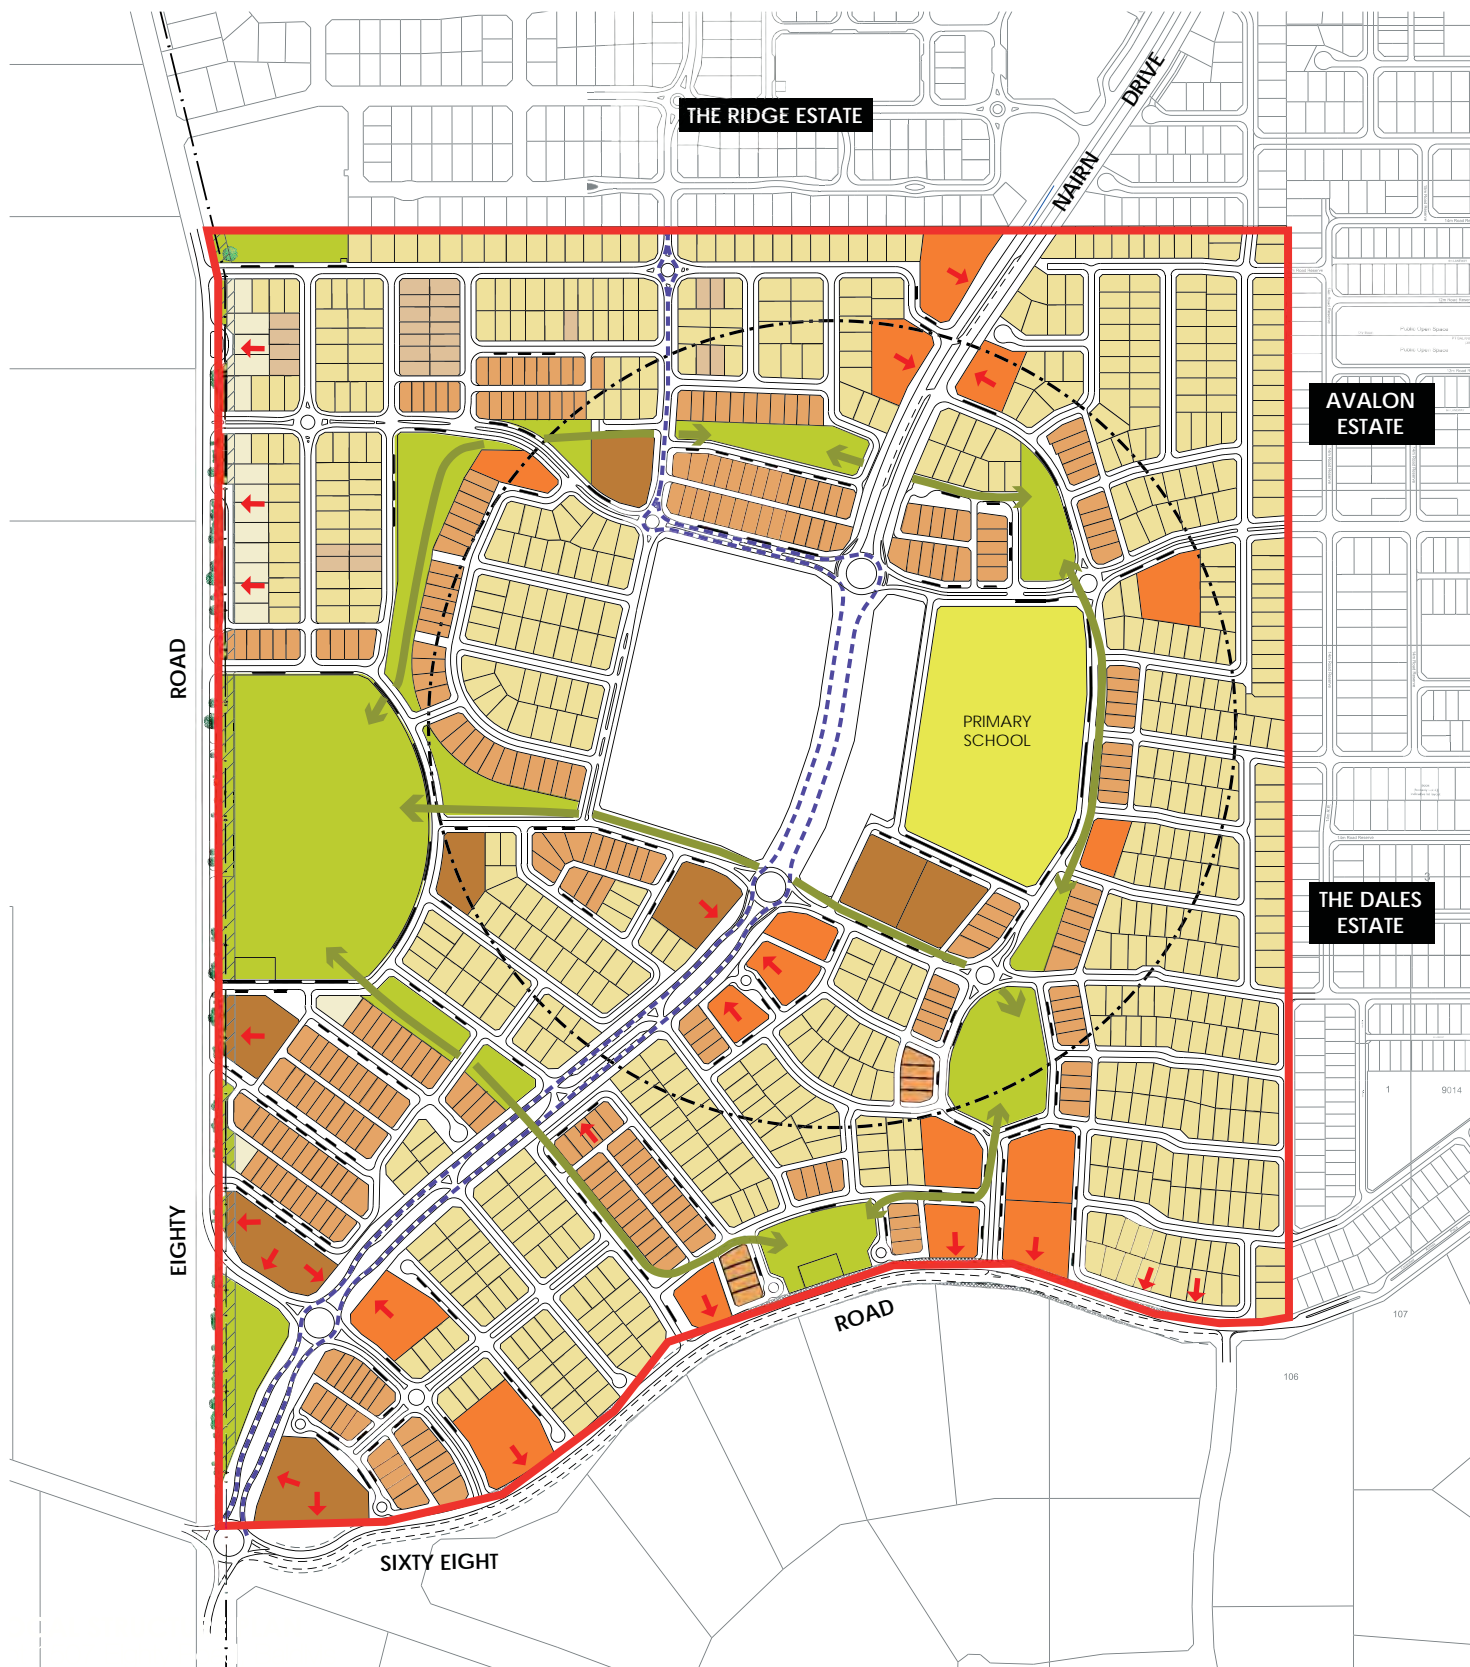 THE RIDGE ESTATE
NAIRN
DRIVE
AVALON
ESTATE
PRIMARY
SCHOOL
ROAD
THE DALES
ESTATE
1
9014
EIGHTY
ROAD
107
106
SIXTY EIGHT